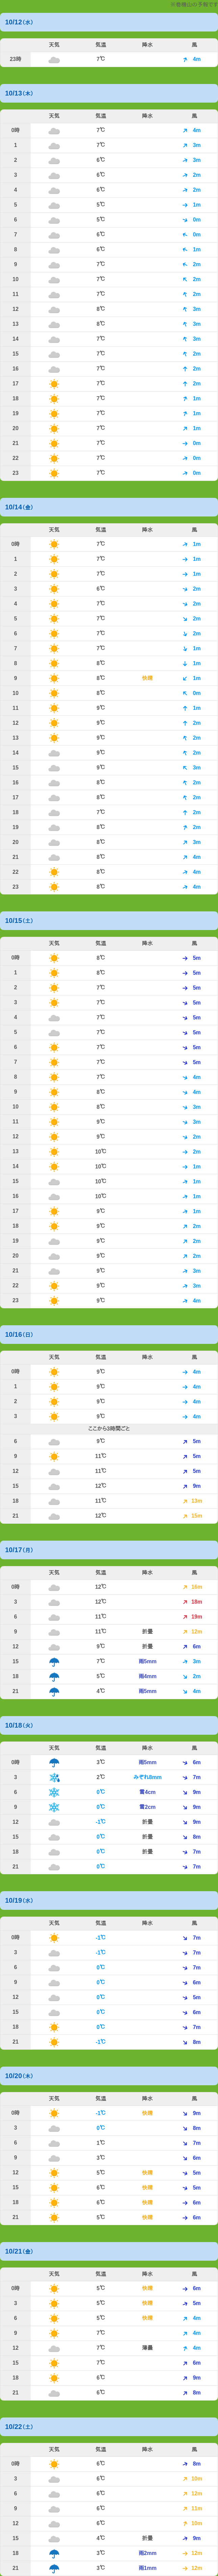 ※磐梯山の予報です
10/12(水)
天気 気温 降水 風
23時 7℃ 4m
10/13(木)
天気 気温 降水 風
0時 7℃ 4m
1 7℃ 3m
2 6℃ 3m
3 6℃ 2m
4 6℃ 2m
5 5℃ 1m
6 5℃ 0m
7 6℃ 0m
8 6℃ 1m
9 7℃ 2m
10 7℃ 2m
11 7℃ 2m
12 8℃ 3m
13 8℃ 3m
14 7℃ 3m
15 7℃ 2m
16 7℃ 2m
17 7℃ 2m
18 7℃ 1m
19 7℃ 1m
20 7℃ 1m
21 7℃ 0m
22 7℃ 0m
23 7℃ 0m
10/14(金)
天気 気温 降水 風
0時 7℃ 1m
1 7℃ 1m
2 7℃ 1m
3 6℃ 2m
4 7℃ 2m
5 7℃ 2m
6 7℃ 2m
7 7℃ 1m
8 8℃ 1m
9 8℃ 快晴 1m
10 8℃ 0m
11 9℃ 1m
12 9℃ 2m
13 9℃ 2m
14 9℃ 2m
15 9℃ 3m
16 8℃ 2m
17 8℃ 2m
18 7℃ 2m
19 8℃ 2m
20 8℃ 3m
21 8℃ 4m
22 8℃ 4m
23 8℃ 4m
10/15(土)
天気 気温 降水 風
0時 8℃ 5m
1 8℃ 5m
2 7℃ 5m
3 7℃ 5m
4 7℃ 5m
5 7℃ 5m
6 7℃ 5m
7 7℃ 5m
8 7℃ 4m
9 8℃ 4m
10 8℃ 3m
11 9℃ 3m
12 9℃ 2m
13 10℃ 2m
14 10℃ 1m
15 10℃ 1m
16 10℃ 1m
17 9℃ 1m
18 9℃ 2m
19 9℃ 2m
20 9℃ 2m
21 9℃ 3m
22 9℃ 3m
23 9℃ 4m
10/16(日)
天気 気温 降水 風
0時 9℃ 4m
1 9℃ 4m
2 9℃ 4m
3 9℃ 4m
ここから3時間ごと
6 9℃ 5m
9 11℃ 5m
12 11℃ 5m
15 12℃ 9m
18 11℃ 13m
21 12℃ 15m
10/17(月)
天気 気温 降水 風
0時 12℃ 16m
3 12℃ 18m
6 11℃ 19m
9 11℃ 折曇 12m
12 9℃ 折曇 6m
15 7℃ 雨5mm 3m
18 5℃ 雨4mm 2m
21 4℃ 雨5mm 4m
10/18(火)
天気 気温 降水 風
0時 3℃ 雨5mm 6m
3 2℃ みぞれ8mm 7m
6 0℃ 雪4cm 9m
9 0℃ 雪2cm 9m
12 -1℃ 折曇 9m
15 0℃ 折曇 8m
18 0℃ 折曇 7m
21 0℃ 7m
10/19(水)
天気 気温 降水 風
0時 -1℃ 7m
3 -1℃ 7m
6 0℃ 7m
9 0℃ 6m
12 0℃ 5m
15 0℃ 6m
18 0℃ 7m
21 -1℃ 8m
10/20(木)
天気 気温 降水 風
0時 -1℃ 快晴 9m
3 0℃ 8m
6 1℃ 7m
9 3℃ 6m
12 5℃ 快晴 5m
15 6℃ 快晴 5m
18 6℃ 快晴 6m
21 5℃ 快晴 6m
10/21(金)
天気 気温 降水 風
0時 5℃ 快晴 6m
3 5℃ 快晴 5m
6 5℃ 快晴 4m
9 7℃ 4m
12 7℃ 薄曇 4m
15 7℃ 6m
18 6℃ 9m
21 6℃ 8m
10/22(土)
天気 気温 降水 風
0時 6℃ 8m
3 6℃ 10m
6 6℃ 12m
9 6℃ 11m
12 6℃ 10m
15 4℃ 折曇 9m
18 3℃ 雨2mm 12m
21 3℃ 雨1mm 12m